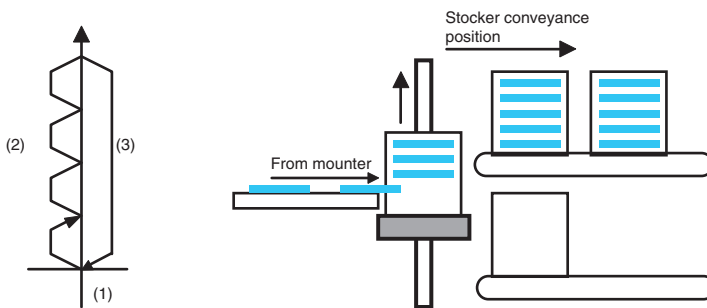 Stocker conveyance
position
(2)
(3)
From mounter
(1)